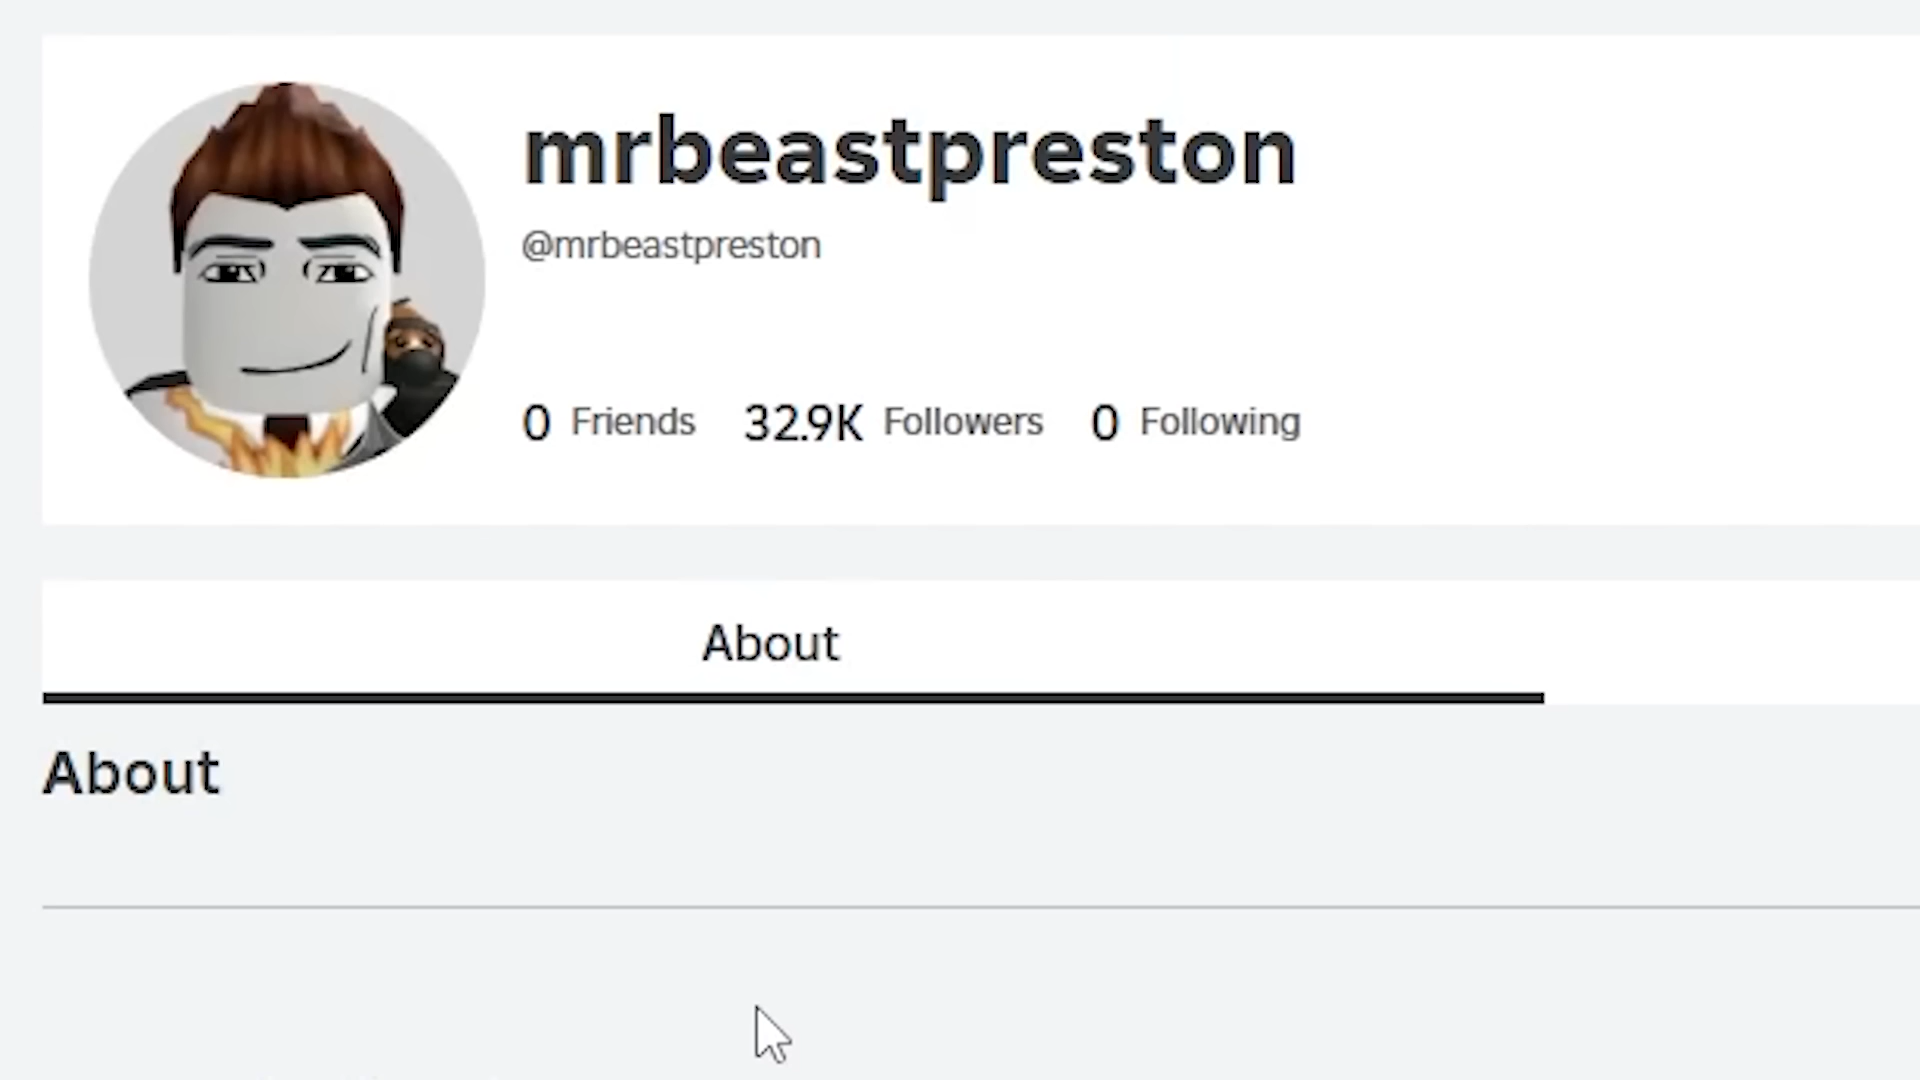 mrbeastpreston
@mrbeastpreston
0 Friends 32.9K Followers 0 Following
About
About